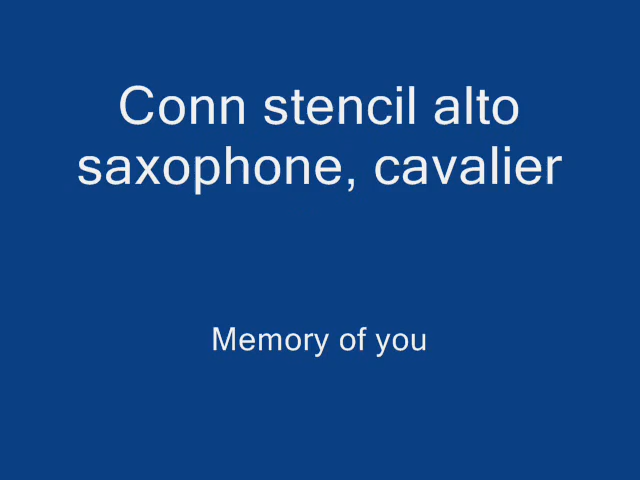 Conn stencil alto
saxophone, cavalier
Memory of you